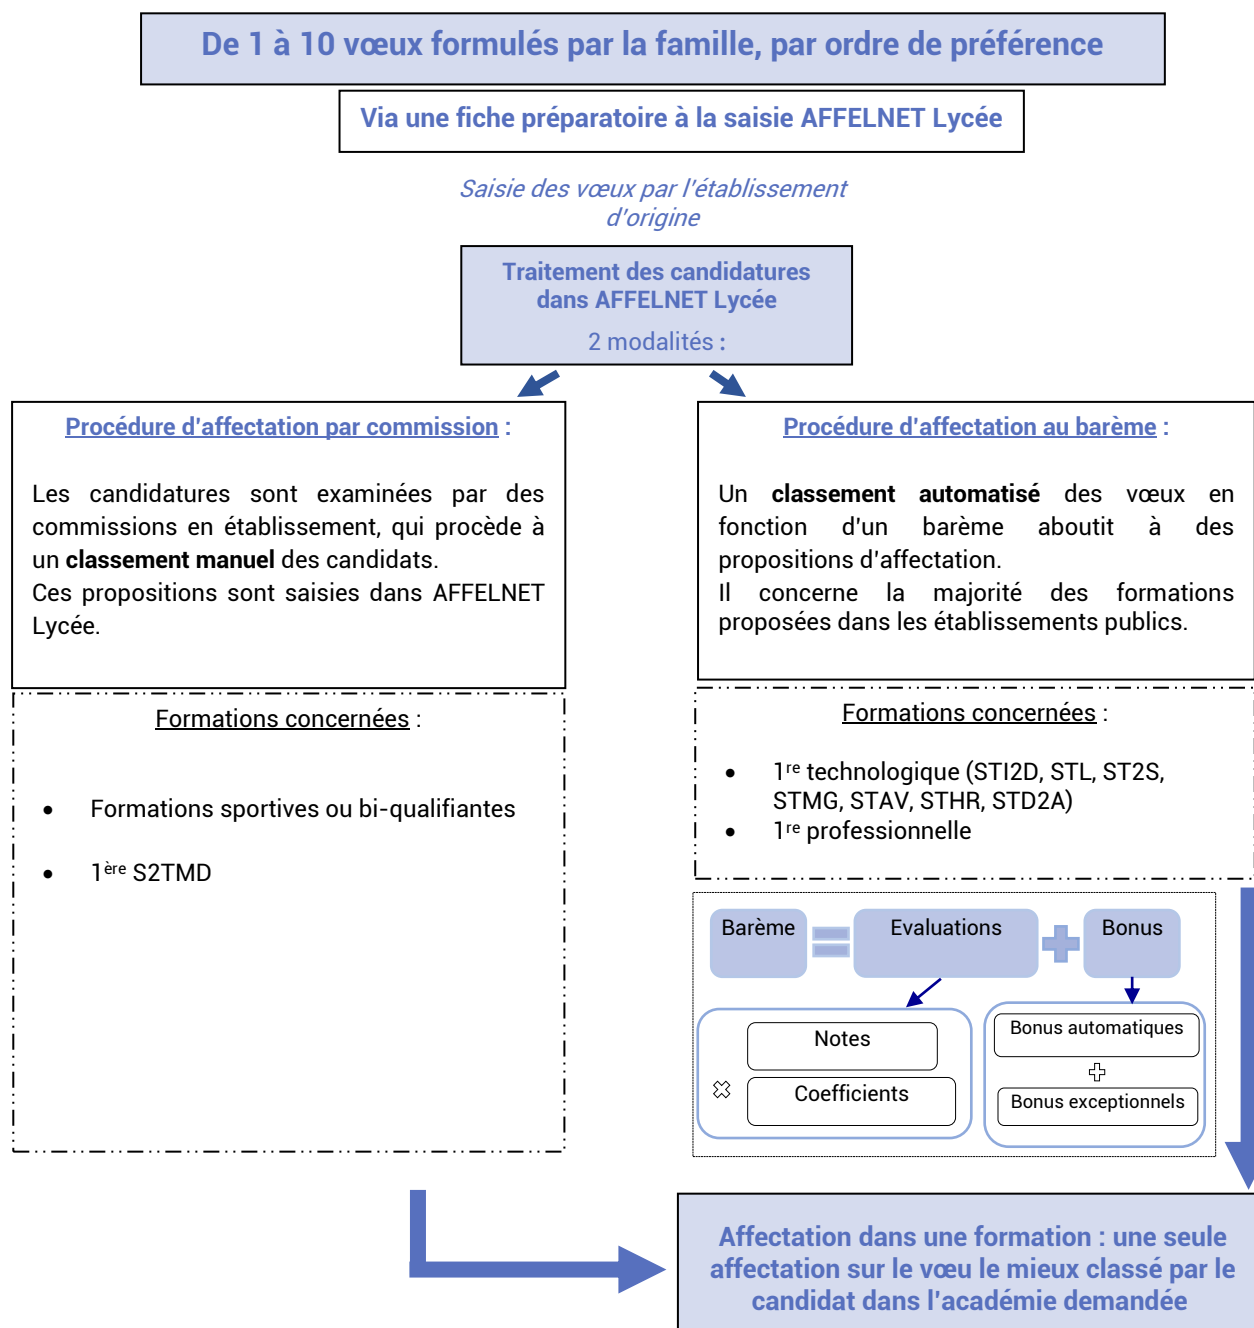 De 1 à 10 vœux formulés par la famille, par ordre de préférence
Via une fiche préparatoire à la saisie AFFELNET Lycée
Saisie des vœux par l'établissement
d'origine
Traitement des candidatures
dans AFFELNET Lycée
2 modalités :
Procédure d'affectation par commission :
Les candidatures sont examinées par des
commissions en établissement, qui procède à
un classement manuel des candidats.
Ces propositions sont saisies dans AFFELNET
Lycée.
Formations concernées :
• Formations sportives ou bi-qualifiantes
• 1ère S2TMD
Procédure d'affectation au barème :
Un classement automatisé des vœux en
fonction d'un barème aboutit à des
propositions d'affectation.
Il concerne la majorité des formations
proposées dans les établissements publics.
Formations concernées :
• 1re technologique (STI2D, STL, ST2S,
STMG, STAV, STHR, STD2A)
• 1re professionnelle
Barème = Evaluations + Bonus
Notes
Coefficients
Bonus automatiques
Bonus exceptionnels
Affectation dans une formation : une seule
affectation sur le vœu le mieux classé par le
candidat dans l'académie demandée